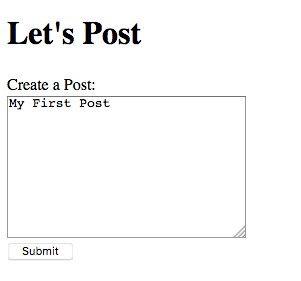 Let's Post
Create a Post:
My First Post
Submit